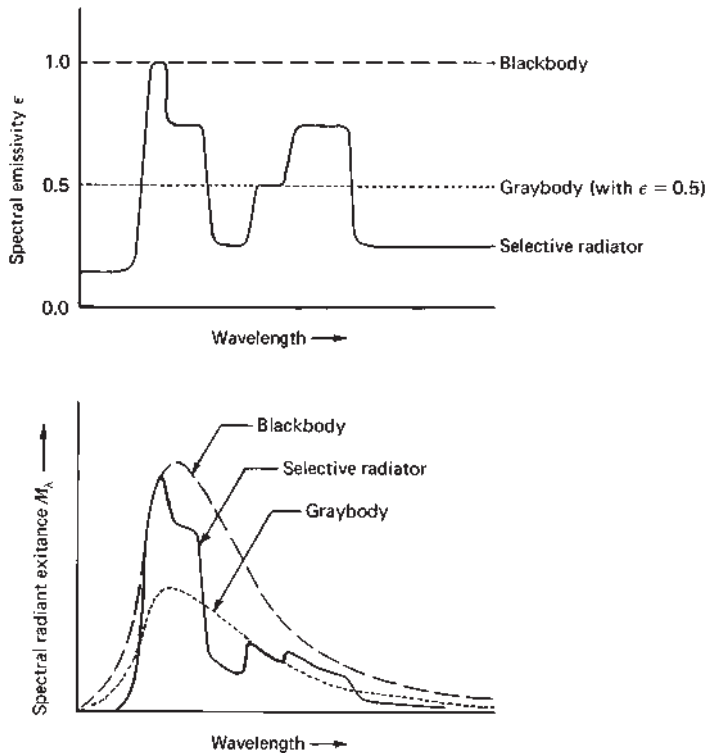 1.0
Blackbody
Spectral emissivity ϵ
0.5
Graybody (with ϵ = 0.5)
Selective radiator
0.0
Wavelength →
Blackbody
Selective radiator
Graybody
Spectral radiant exitance M_λ →
Wavelength →